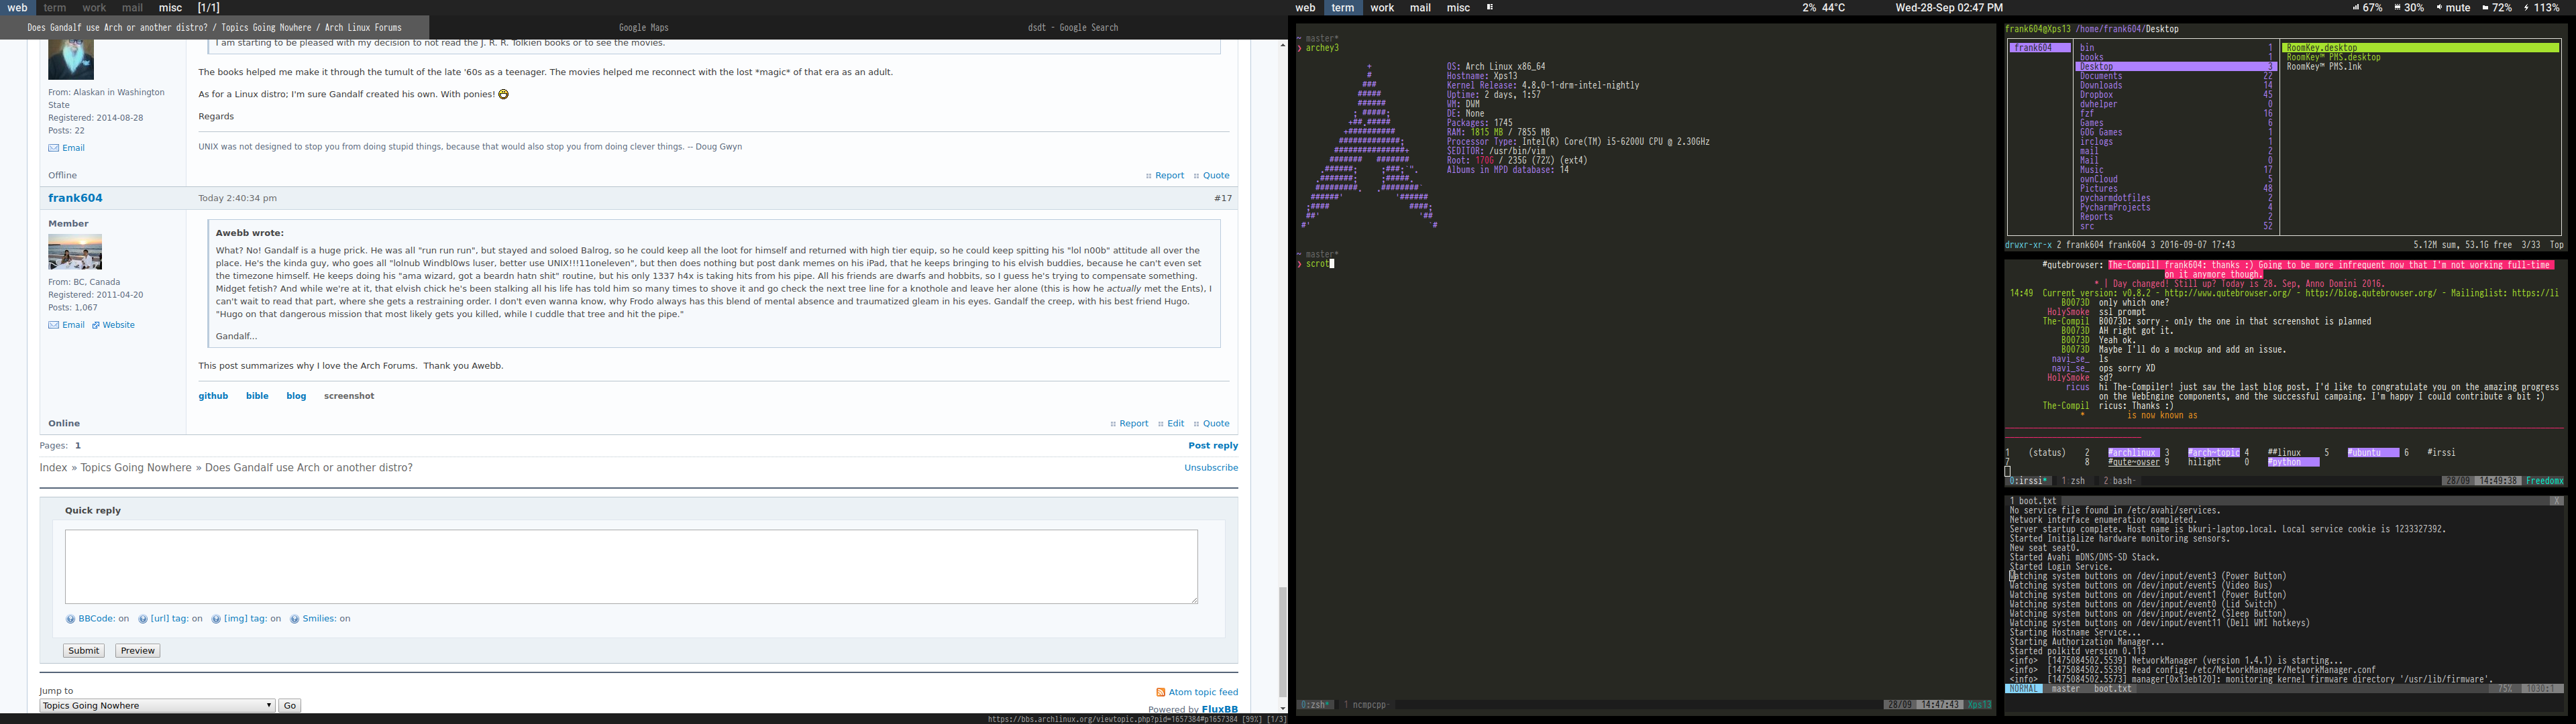 web term work mail misc [1/1]
Does Gandalf use Arch or another distro? / Topics Going Nowhere / Arch Linux Forums
Google Maps
dsdt - Google Search
I am starting to be pleased with my decision to not read the J. R. R. Tolkien books or to see the movies.
The books helped me make it through the tumult of the late '60s as a teenager. The movies helped me reconnect with the lost *magic* of that era as an adult.
As for a Linux distro; I'm sure Gandalf created his own. With ponies!
Regards
UNIX was not designed to stop you from doing stupid things, because that would also stop you from doing clever things. -- Doug Gwyn
From: Alaskan in Washington
State
Registered: 2014-08-28
Posts: 22
Email
Offline
Report Quote
frank604
Today 2:40:34 pm
#17
Member
From: BC, Canada
Registered: 2011-04-20
Posts: 1,067
Email Website
Awebb wrote:
What? No! Gandalf is a huge prick. He was all "run run run", but stayed and soloed Balrog, so he could keep all the loot for himself and returned with high tier equip, so he could keep spitting his "lol n00b" attitude all over the
place. He's the kinda guy, who goes all "lolnub Windbl0ws luser, better use UNIX!!!11oneleven", but then does nothing but post dank memes on his iPad, that he keeps bringing to his elvish buddies, because he can't even set
the timezone himself. He keeps doing his "ama wizard, got a beardn hatn shit" routine, but his only 1337 h4x is taking hits from his pipe. All his friends are dwarfs and hobbits, so I guess he's trying to compensate something.
Midget fetish? And while we're at it, that elvish chick he's been stalking all his life has told him so many times to shove it and go check the next tree line for a knothole and leave her alone (this is how he actually met the Ents), I
can't wait to read that part, where she gets a restraining order. I don't even wanna know, why Frodo always has this blend of mental absence and traumatized gleam in his eyes. Gandalf the creep, with his best friend Hugo.
"Hugo on that dangerous mission that most likely gets you killed, while I cuddle that tree and hit the pipe."
Gandalf...
This post summarizes why I love the Arch Forums. Thank you Awebb.
github bible blog screenshot
Online
Report Edit Quote
Pages: 1
Post reply
Index » Topics Going Nowhere » Does Gandalf use Arch or another distro?
Unsubscribe
Quick reply
BBCode: on [url] tag: on [img] tag: on Smilies: on
Submit Preview
Jump to
Topics Going Nowhere Go
Atom topic feed
Powered by FluxBB
https://bbs.archlinux.org/viewtopic.php?pid=1657384#p1657384 [99%] [1/3]
web term work mail misc
2% 44°C
Wed-28-Sep 02:47 PM
67% 30% mute 72% 113%
~ master*
❯ archey3
OS: Arch Linux x86_64
Hostname: Xps13
Kernel Release: 4.8.0-1-drm-intel-nightly
Uptime: 2 days, 1:57
WM: DWM
DE: None
Packages: 1745
RAM: 1815 MB / 7855 MB
Processor Type: Intel(R) Core(TM) i5-6200U CPU @ 2.30GHz
$EDITOR: /usr/bin/vim
Root: 170G / 235G (72%) (ext4)
Albums in MPD database: 14
~ master*
❯ scrot
0:zsh* 1 ncmpcpp-
28/09 14:47:43 Xps13
frank604@Xps13 /home/frank604/Desktop
frank604
bin 1
books 1
Desktop 3
Documents 22
Downloads 14
Dropbox 45
dwhelper 0
fzf 16
Games 6
GOG Games 1
irclogs 1
mail 2
Mail 0
Music 17
ownCloud 5
Pictures 48
pycharmdotfiles 2
PycharmProjects 4
Reports 2
src 52
RoomKey.desktop
RoomKey™ PMS.desktop
RoomKey™ PMS.lnk
drwxr-xr-x 2 frank604 frank604 3 2016-09-07 17:43
5.12M sum, 53.1G free 3/33 Top
#qutebrowser: The-Compil! frank604: thanks :) Going to be more infrequent now that I'm not working full-time
on it anymore though.
* | Day changed! Still up? Today is 28. Sep, Anno Domini 2016.
14:49 Current version: v0.8.2 - http://www.qutebrowser.org/ - http://blog.qutebrowser.org/ - Mailinglist: https://li
B0073D only which one?
HolySmoke ssl prompt
The-Compil B0073D: sorry - only the one in that screenshot is planned
B0073D AH right got it.
B0073D Yeah ok.
B0073D Maybe I'll do a mockup and add an issue.
navi_se_ ls
navi_se_ ops sorry XD
HolySmoke sd?
ricus hi The-Compiler! just saw the last blog post. I'd like to congratulate you on the amazing progress
on the WebEngine components, and the successful campaing. I'm happy I could contribute a bit :)
The-Compil ricus: Thanks :)
* is now known as
1 (status) 2 #archlinux 3 #arch~topic 4 ##linux 5 #ubuntu 6 #irssi
7 8 #qute~owser 9 hilight 0 #python
0:irssi* 1 zsh 2 bash-
28/09 14:49:38 Freedomx
1 boot.txt X
No service file found in /etc/avahi/services.
Network interface enumeration completed.
Server startup complete. Host name is bkuri-laptop.local. Local service cookie is 1233327392.
Started Initialize hardware monitoring sensors.
New seat seat0.
Started Avahi mDNS/DNS-SD Stack.
Started Login Service.
Watching system buttons on /dev/input/event3 (Power Button)
Watching system buttons on /dev/input/event5 (Video Bus)
Watching system buttons on /dev/input/event1 (Power Button)
Watching system buttons on /dev/input/event0 (Lid Switch)
Watching system buttons on /dev/input/event2 (Sleep Button)
Watching system buttons on /dev/input/event11 (Dell WMI hotkeys)
Starting Hostname Service...
Starting Authorization Manager...
Started polkitd version 0.113
<info> [1475084502.5539] NetworkManager (version 1.4.1) is starting...
<info> [1475084502.5539] Read config: /etc/NetworkManager/NetworkManager.conf
<info> [1475084502.5573] manager[0x13eb120]: monitoring kernel firmware directory '/usr/lib/firmware'.
NORMAL master boot.txt 75% 1030:1